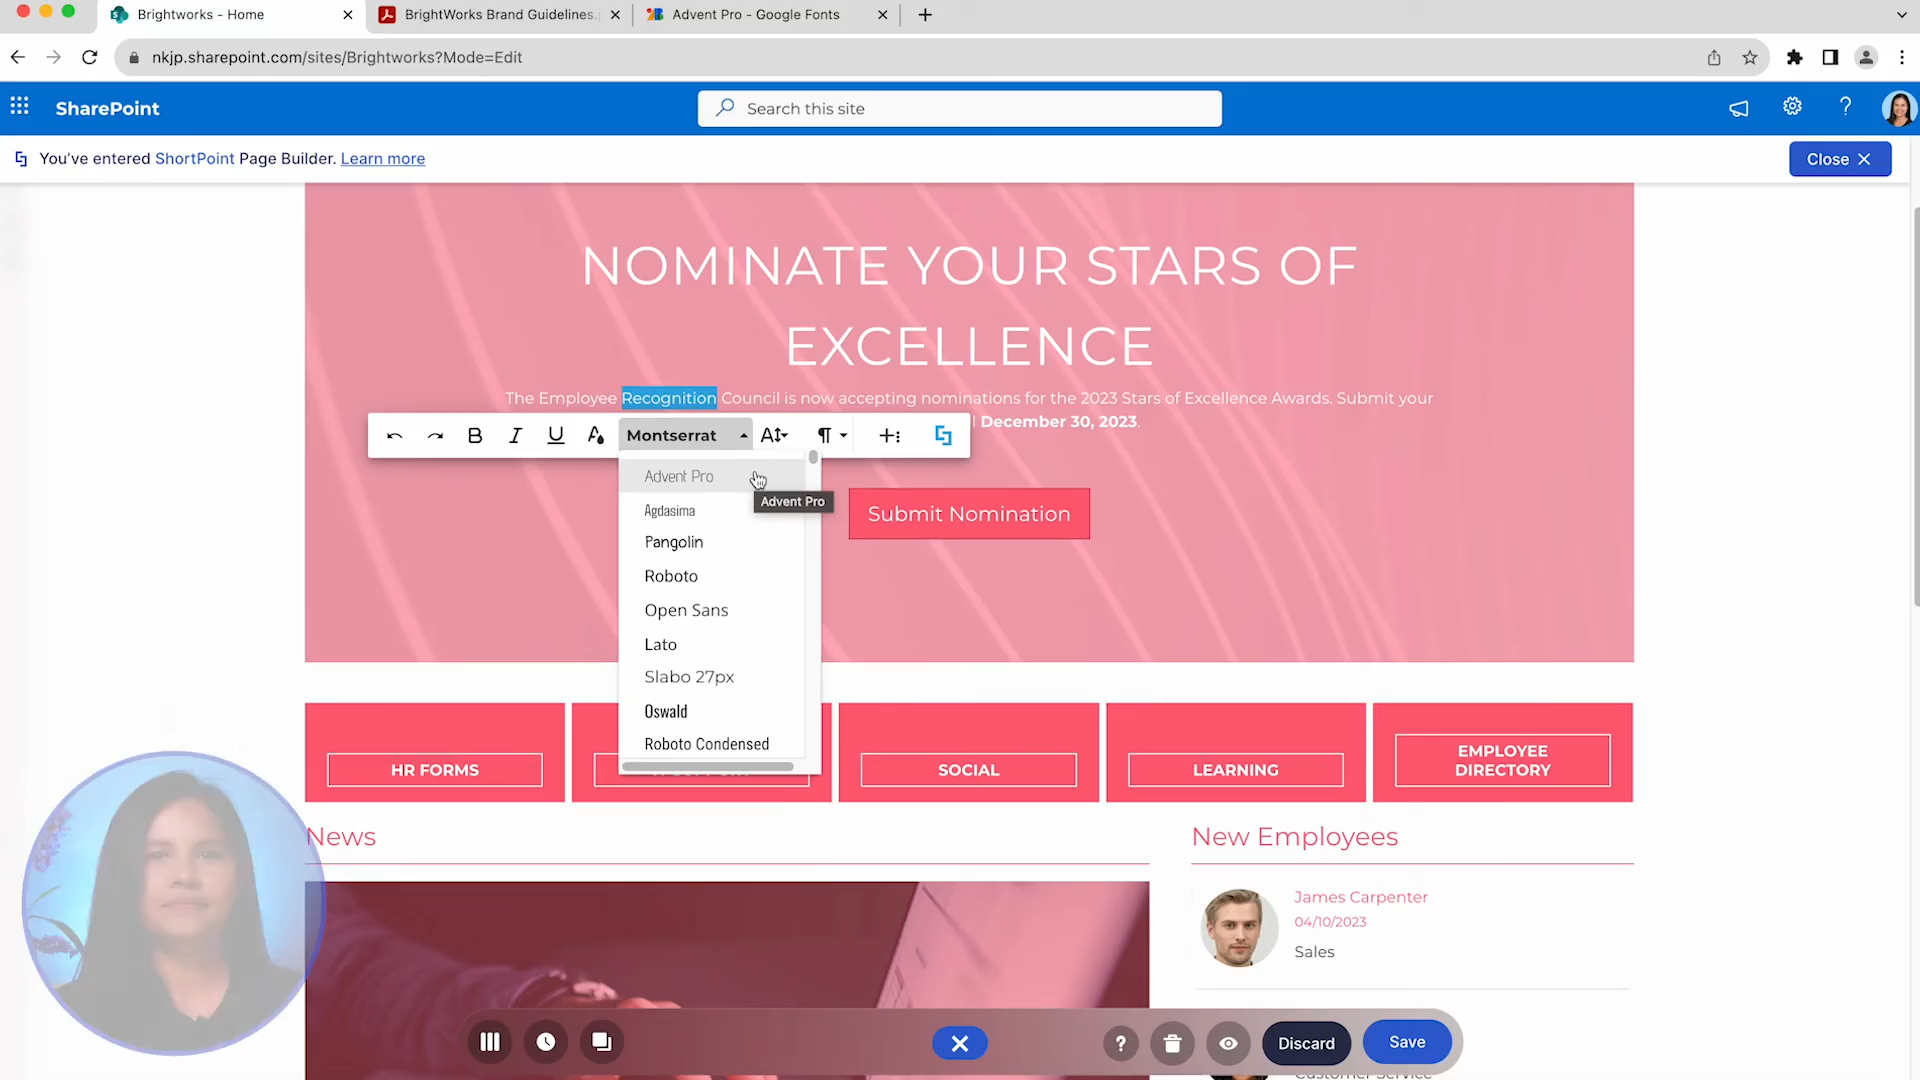 Brightworks - Home
BrightWorks Brand Guidelines.
Advent Pro - Google Fonts
nkjp.sharepoint.com/sites/Brightworks?Mode=Edit
SharePoint
Search this site
You've entered ShortPoint Page Builder. Learn more
Close
NOMINATE YOUR STARS OF
EXCELLENCE
The Employee Recognition Council is now accepting nominations for the 2023 Stars of Excellence Awards. Submit your
December 30, 2023.
B I U A Montserrat
Advent Pro
Advent Pro
Agdasima
Pangolin
Roboto
Open Sans
Lato
Slabo 27px
Oswald
Roboto Condensed
Submit Nomination
HR FORMS
SOCIAL
LEARNING
EMPLOYEE
DIRECTORY
News
New Employees
James Carpenter
04/10/2023
Sales
Discard
Save
Customer Service